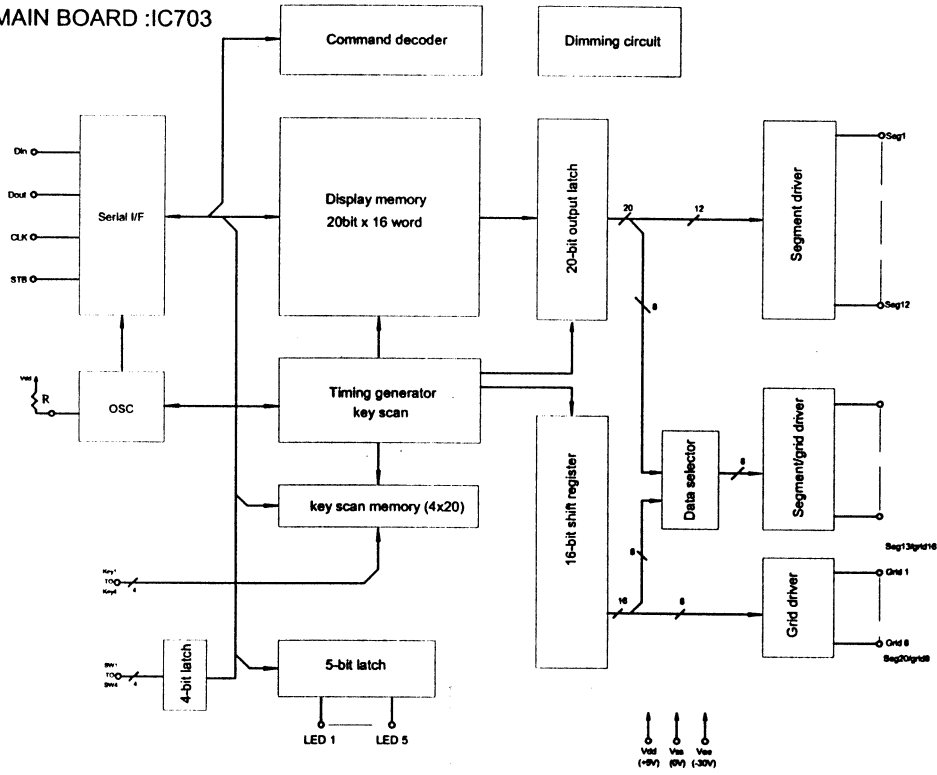 MAIN BOARD :IC703
Command decoder
Dimming circuit
Din
Dout
CLK
STB
Serial I/F
Display memory
20bit x 16 word
20-bit output latch
20
12
8
Segment driver
Seg1
Seg12
Vdd
R
OSC
Timing generator
key scan
key scan memory (4x20)
16-bit shift register
Data selector
8
8
Segment/grid driver
Seg13/grid16
Key1
TO
4
16
8
Grid driver
Grid 1
Grid 8
Seg20/grid9
SW1
TO
SW4
4
4-bit latch
5-bit latch
LED 1
LED 5
Vdd
(+5V)
Vss
(0V)
Vee
(-30V)